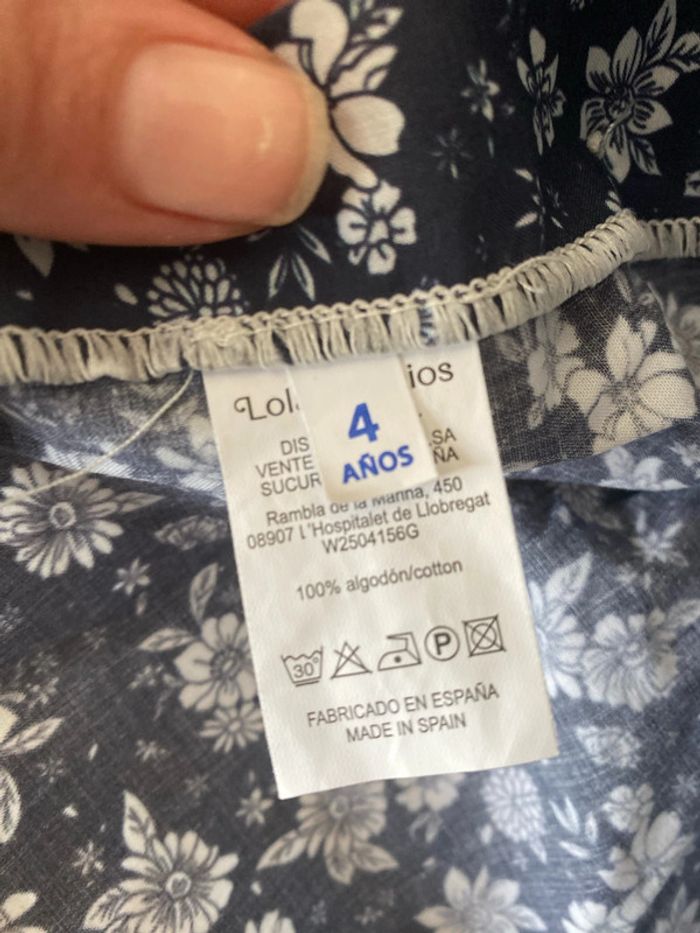 4
AÑOS
Rambla de la Marina, 450
08907 L'Hospitalet de Llobregat
W2504156G
100% algodón/cotton
30°
P
FABRICADO EN ESPAÑA
MADE IN SPAIN